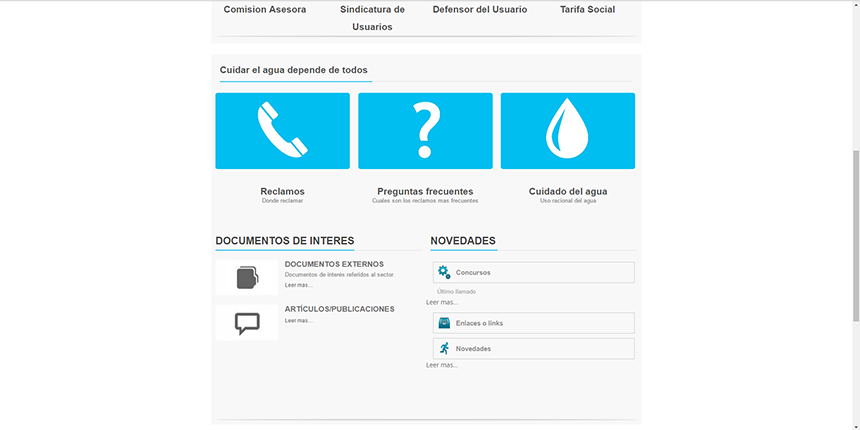 Comision Asesora
Sindicatura de
Usuarios
Defensor del Usuario
Tarifa Social
Cuidar el agua depende de todos
Reclamos
Donde reclamar
Preguntas frecuentes
Cuales son los reclamos mas frecuentes
Cuidado del agua
Uso racional del agua
DOCUMENTOS DE INTERES
DOCUMENTOS EXTERNOS
Documentos de interés referidos al sector.
Leer mas...
ARTÍCULOS/PUBLICACIONES
Leer mas...
NOVEDADES
Concursos
Último llamado
Leer mas...
Enlaces o links
Novedades
Leer mas...